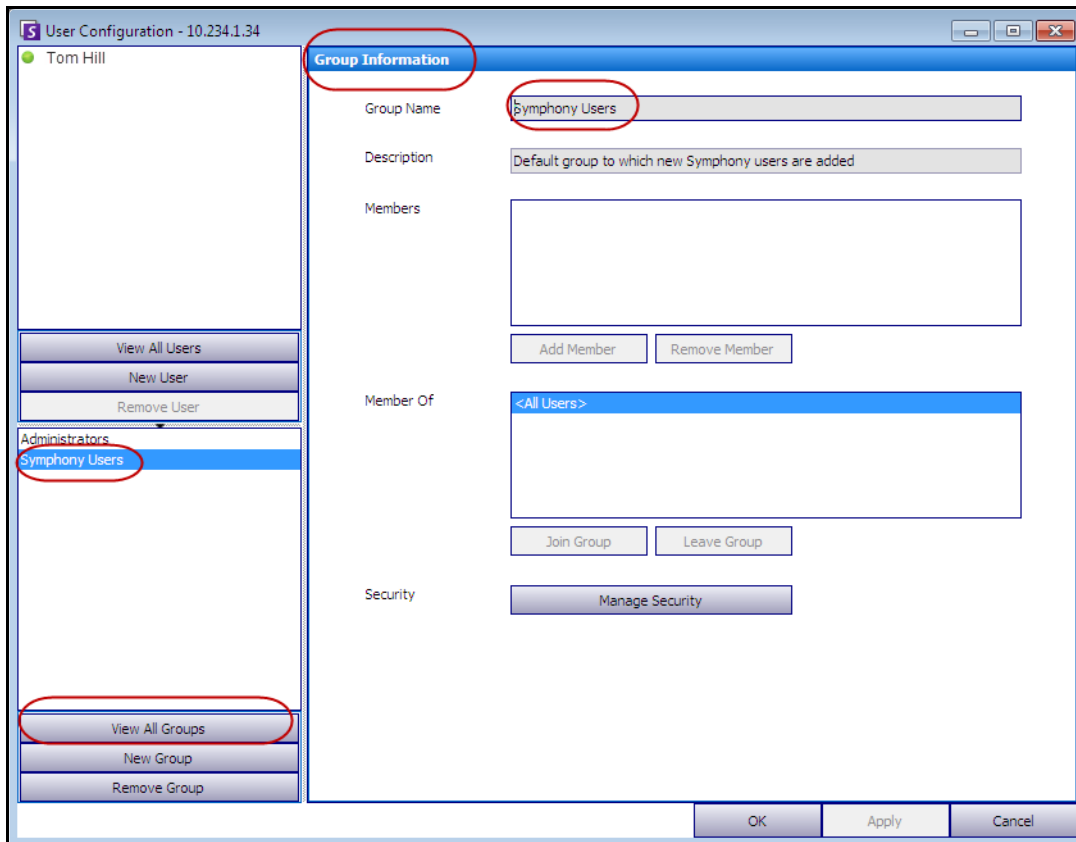 S User Configuration - 10.234.1.34
Tom Hill
View All Users
New User
Remove User
Administrators
Symphony Users
View All Groups
New Group
Remove Group
Group Information
Group Name
Symphony Users
Description
Default group to which new Symphony users are added
Members
Add Member
Remove Member
Member Of
<All Users>
Join Group
Leave Group
Security
Manage Security
OK
Apply
Cancel